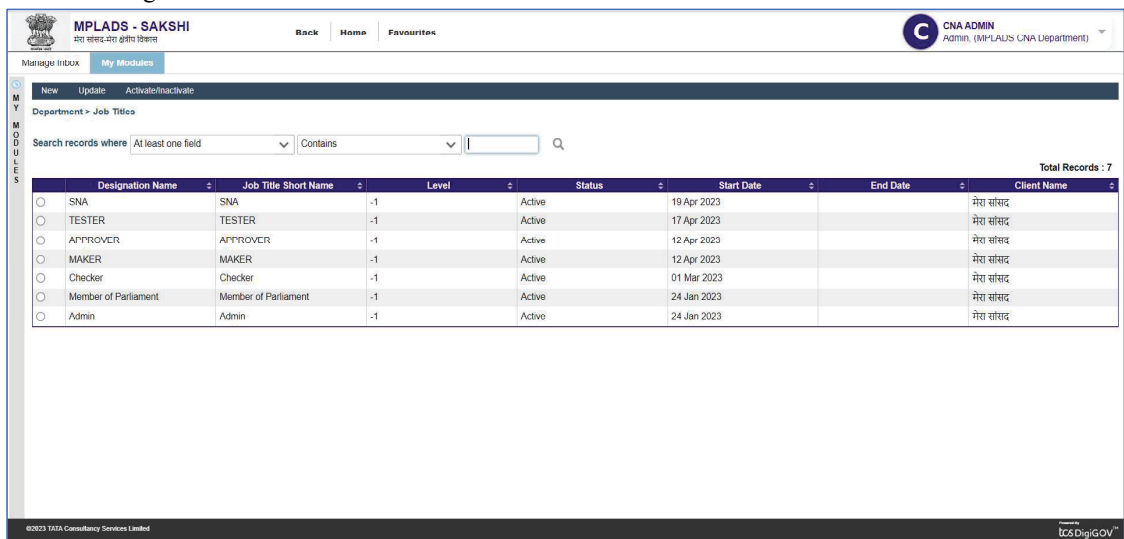 MPLADS - SAKSHI
मेरा सांसद-मेरा क्षेत्रीय विकास
Back Home Favourites
C
CNA ADMIN
Admin, (MPLADS CNA Department)
Manage Inbox My Modules
MY MODULES
New Update Activate/Inactivate
Department > Job Titles
Search records where At least one field Contains
Total Records : 7
Designation Name Job Title Short Name Level Status Start Date End Date Client Name
SNA SNA -1 Active 19 Apr 2023 मेरा सांसद
TESTER TESTER -1 Active 17 Apr 2023 मेरा सांसद
APPROVER APPROVER -1 Active 12 Apr 2023 मेरा सांसद
MAKER MAKER -1 Active 12 Apr 2023 मेरा सांसद
Checker Checker -1 Active 01 Mar 2023 मेरा सांसद
Member of Parliament Member of Parliament -1 Active 24 Jan 2023 मेरा सांसद
Admin Admin -1 Active 24 Jan 2023 मेरा सांसद
©2023 TATA Consultancy Services Limited
Powered By
tcs DigiGOV™